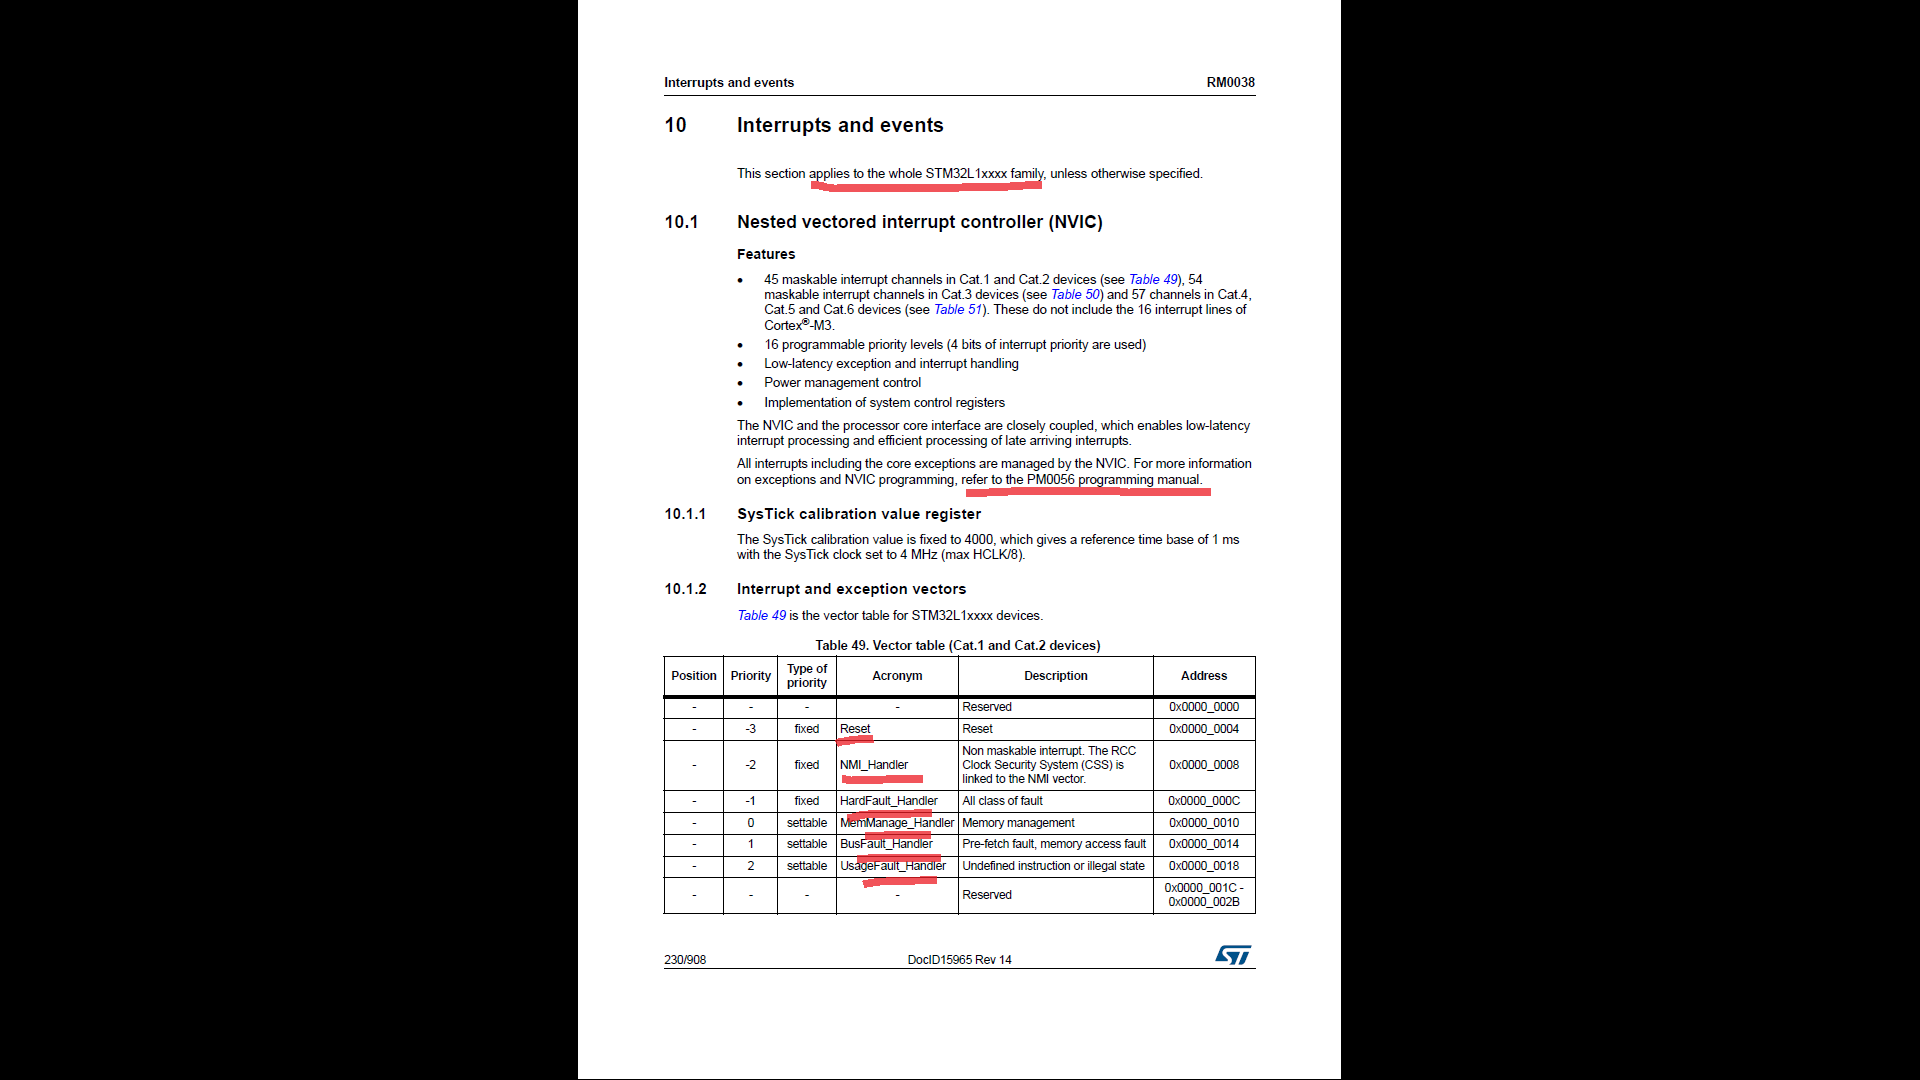 Interrupts and events RM0038
10 Interrupts and events
This section applies to the whole STM32L1xxxx family, unless otherwise specified.
10.1 Nested vectored interrupt controller (NVIC)
Features
• 45 maskable interrupt channels in Cat.1 and Cat.2 devices (see Table 49), 54
maskable interrupt channels in Cat.3 devices (see Table 50) and 57 channels in Cat.4,
Cat.5 and Cat.6 devices (see Table 51). These do not include the 16 interrupt lines of
Cortex®-M3.
• 16 programmable priority levels (4 bits of interrupt priority are used)
• Low-latency exception and interrupt handling
• Power management control
• Implementation of system control registers
The NVIC and the processor core interface are closely coupled, which enables low-latency
interrupt processing and efficient processing of late arriving interrupts.
All interrupts including the core exceptions are managed by the NVIC. For more information
on exceptions and NVIC programming, refer to the PM0056 programming manual.
10.1.1 SysTick calibration value register
The SysTick calibration value is fixed to 4000, which gives a reference time base of 1 ms
with the SysTick clock set to 4 MHz (max HCLK/8).
10.1.2 Interrupt and exception vectors
Table 49 is the vector table for STM32L1xxxx devices.
Table 49. Vector table (Cat.1 and Cat.2 devices)
Position Priority Type of priority Acronym Description Address
- - - - Reserved 0x0000_0000
- -3 fixed Reset Reset 0x0000_0004
- -2 fixed NMI_Handler Non maskable interrupt. The RCC
Clock Security System (CSS) is
linked to the NMI vector. 0x0000_0008
- -1 fixed HardFault_Handler All class of fault 0x0000_000C
- 0 settable MemManage_Handler Memory management 0x0000_0010
- 1 settable BusFault_Handler Pre-fetch fault, memory access fault 0x0000_0014
- 2 settable UsageFault_Handler Undefined instruction or illegal state 0x0000_0018
- - - - Reserved 0x0000_001C -
0x0000_002B
230/908 DocID15965 Rev 14 ST